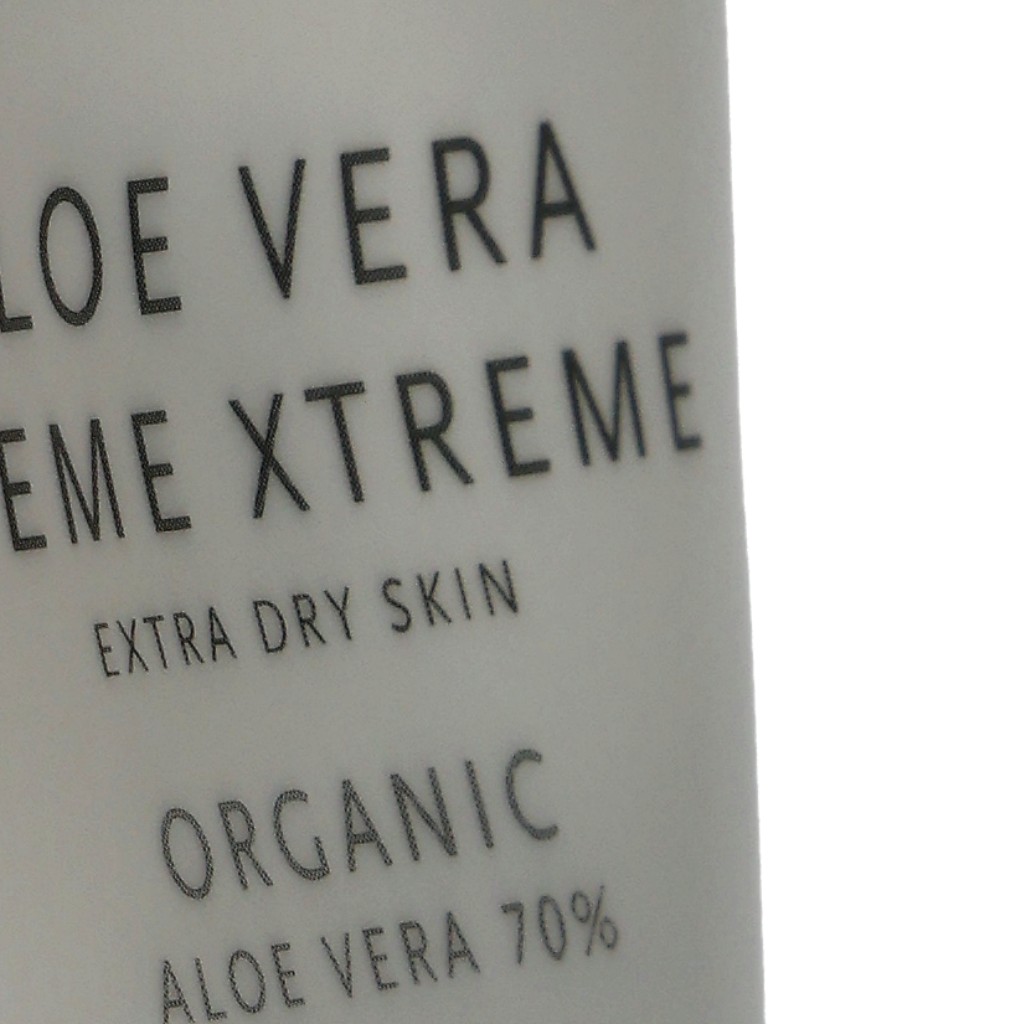 LOE VERA
EME XTREME
EXTRA DRY SKIN
ORGANIC
ALOE VERA 70%